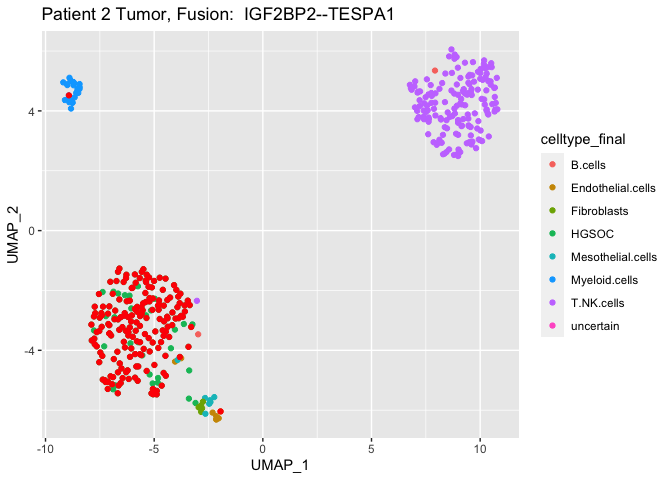 Patient 2 Tumor, Fusion:  IGF2BP2--TESPA1
UMAP_2
4
0
-4
-10
-5
0
5
10
UMAP_1
celltype_final
B.cells
Endothelial.cells
Fibroblasts
HGSOC
Mesothelial.cells
Myeloid.cells
T.NK.cells
uncertain